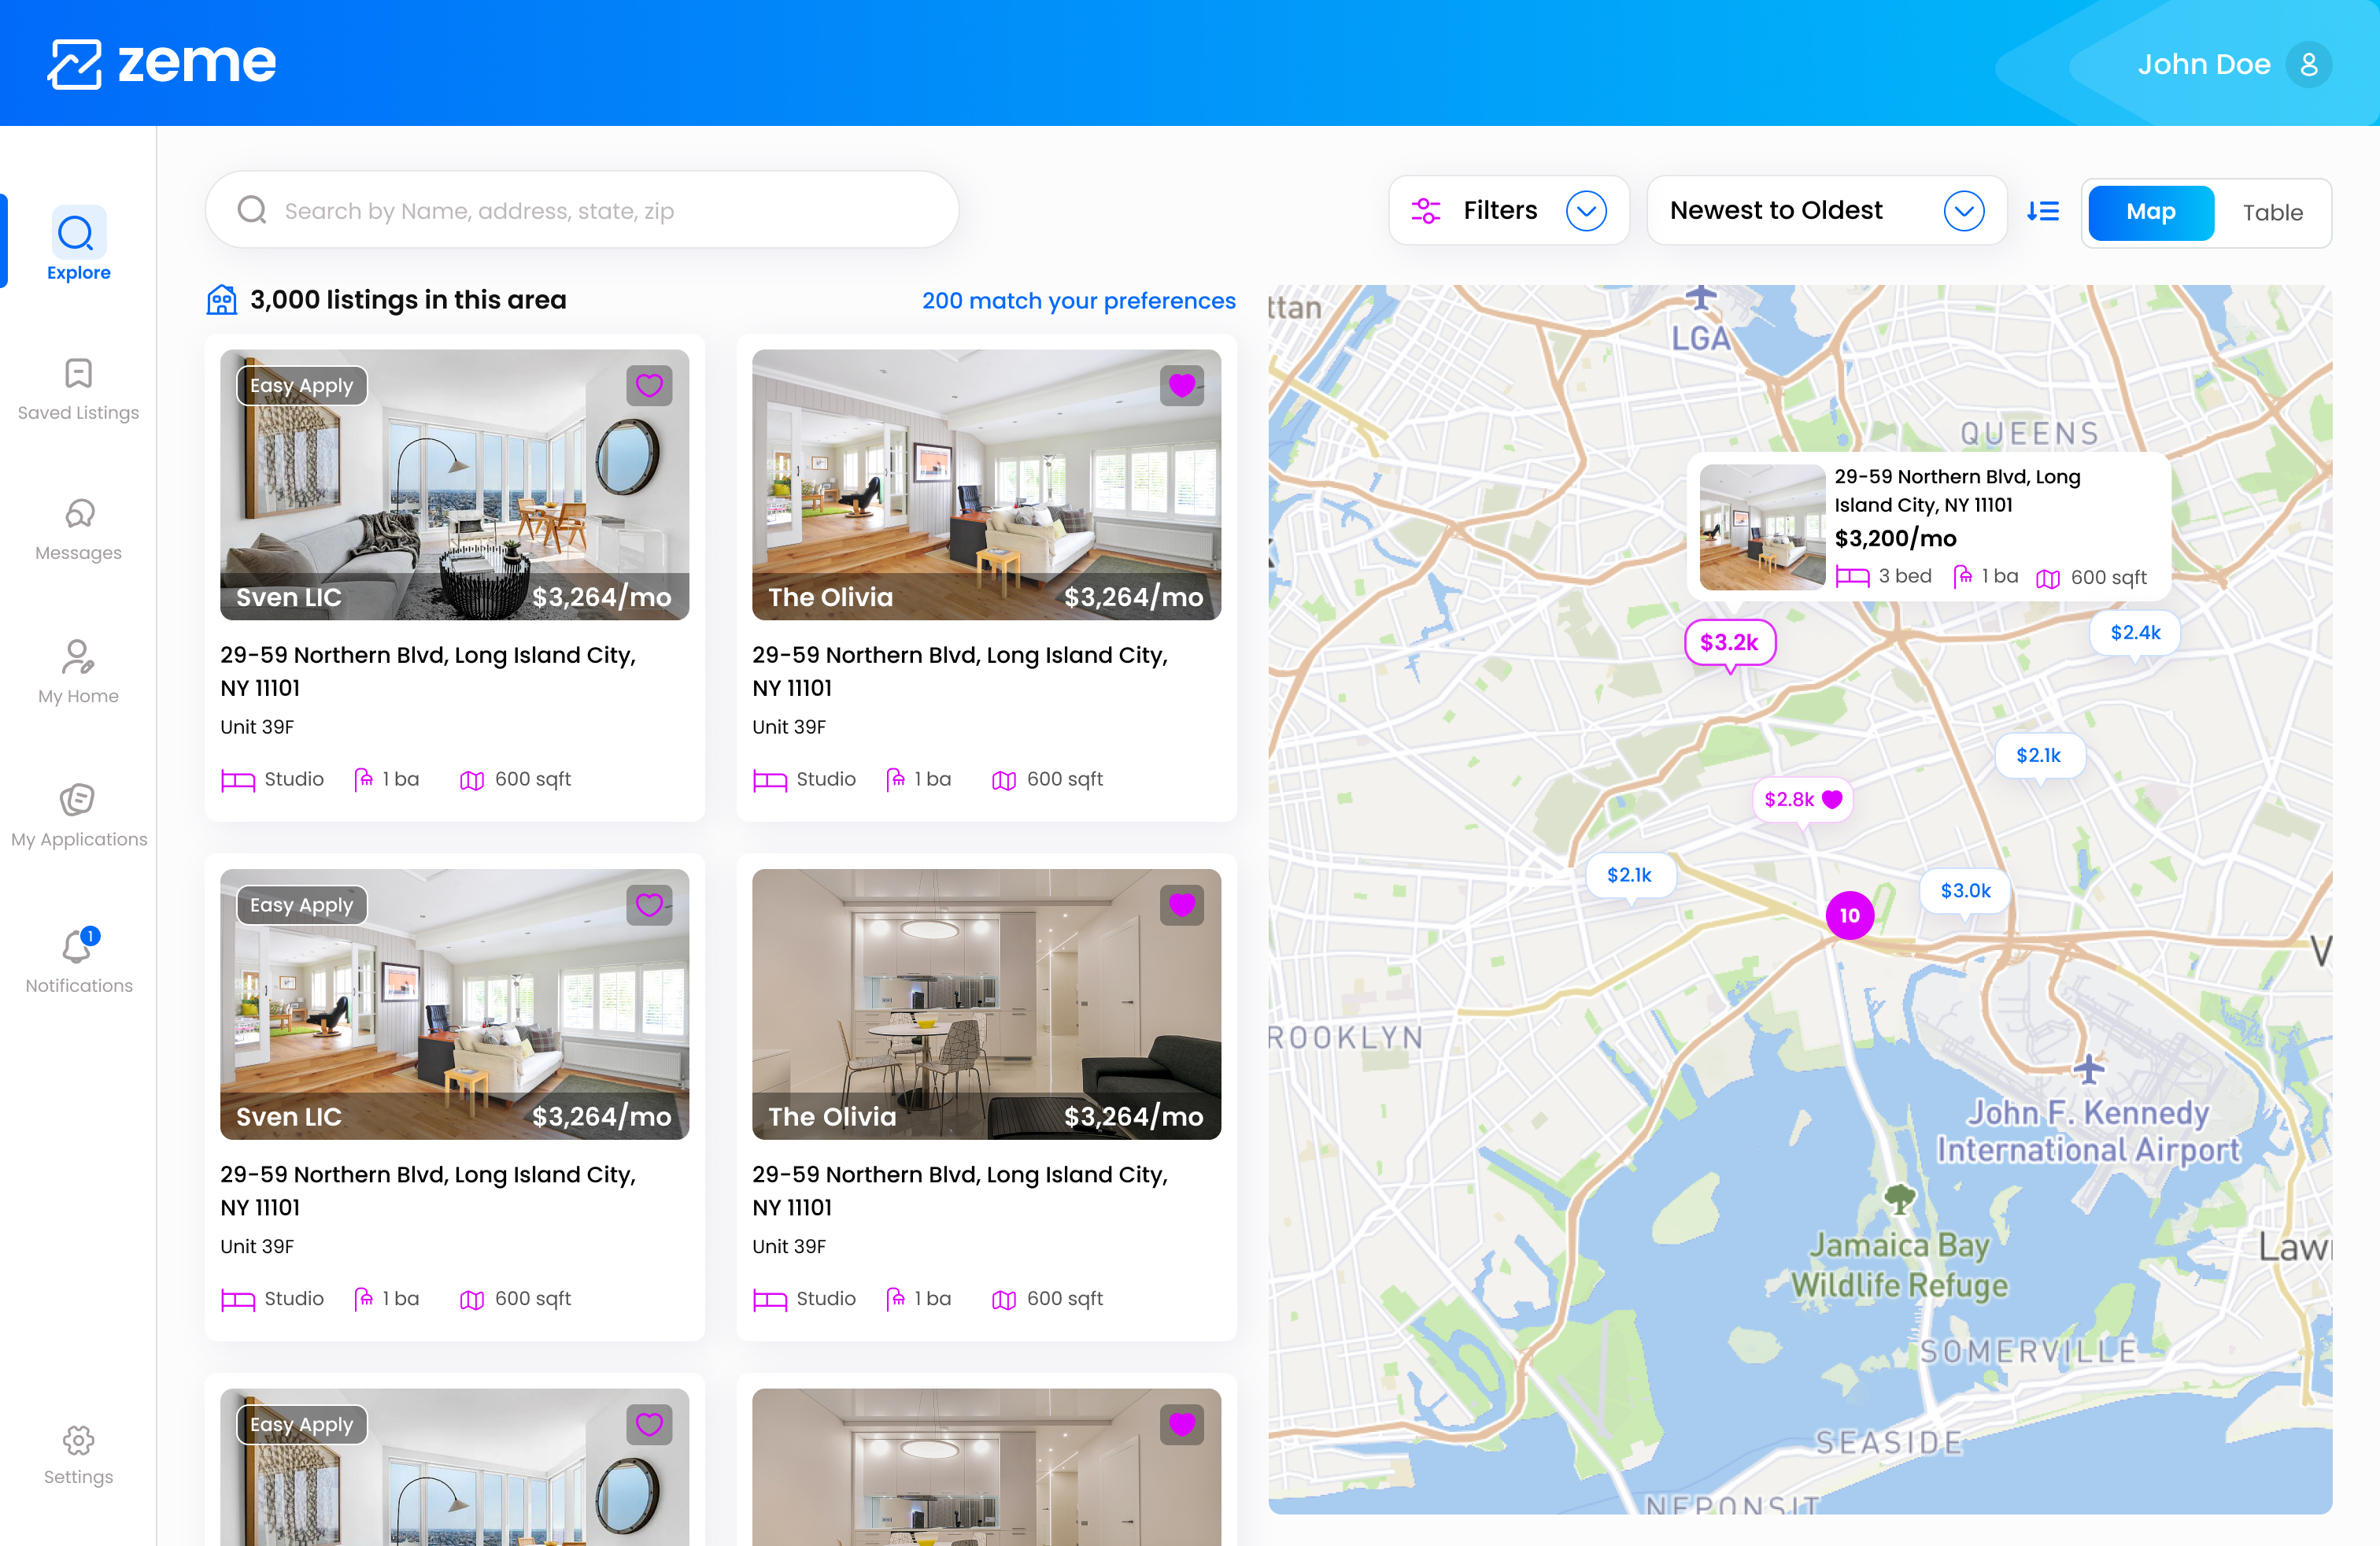 zeme
John Doe
Explore
Saved Listings
Messages
My Home
My Applications
1
Notifications
Settings
Search by Name, address, state, zip
Filters
Newest to Oldest
Map
Table
3,000 listings in this area
200 match your preferences
Easy Apply
Sven LIC
$3,264/mo
29-59 Northern Blvd, Long Island City,
NY 11101
Unit 39F
Studio
1 ba
600 sqft
The Olivia
$3,264/mo
29-59 Northern Blvd, Long Island City,
NY 11101
Unit 39F
Studio
1 ba
600 sqft
Easy Apply
Sven LIC
$3,264/mo
29-59 Northern Blvd, Long Island City,
NY 11101
Unit 39F
Studio
1 ba
600 sqft
The Olivia
$3,264/mo
29-59 Northern Blvd, Long Island City,
NY 11101
Unit 39F
Studio
1 ba
600 sqft
Easy Apply
ttan
LGA
QUEENS
29-59 Northern Blvd, Long
Island City, NY 11101
$3,200/mo
3 bed
1 ba
600 sqft
$3.2k
$2.4k
$2.1k
$2.8k
$2.1k
$3.0k
10
V
ROOKLYN
John F. Kennedy
International Airport
Jamaica Bay
Wildlife Refuge
Law
SOMERVILLE
SEASIDE
NEPONSIT